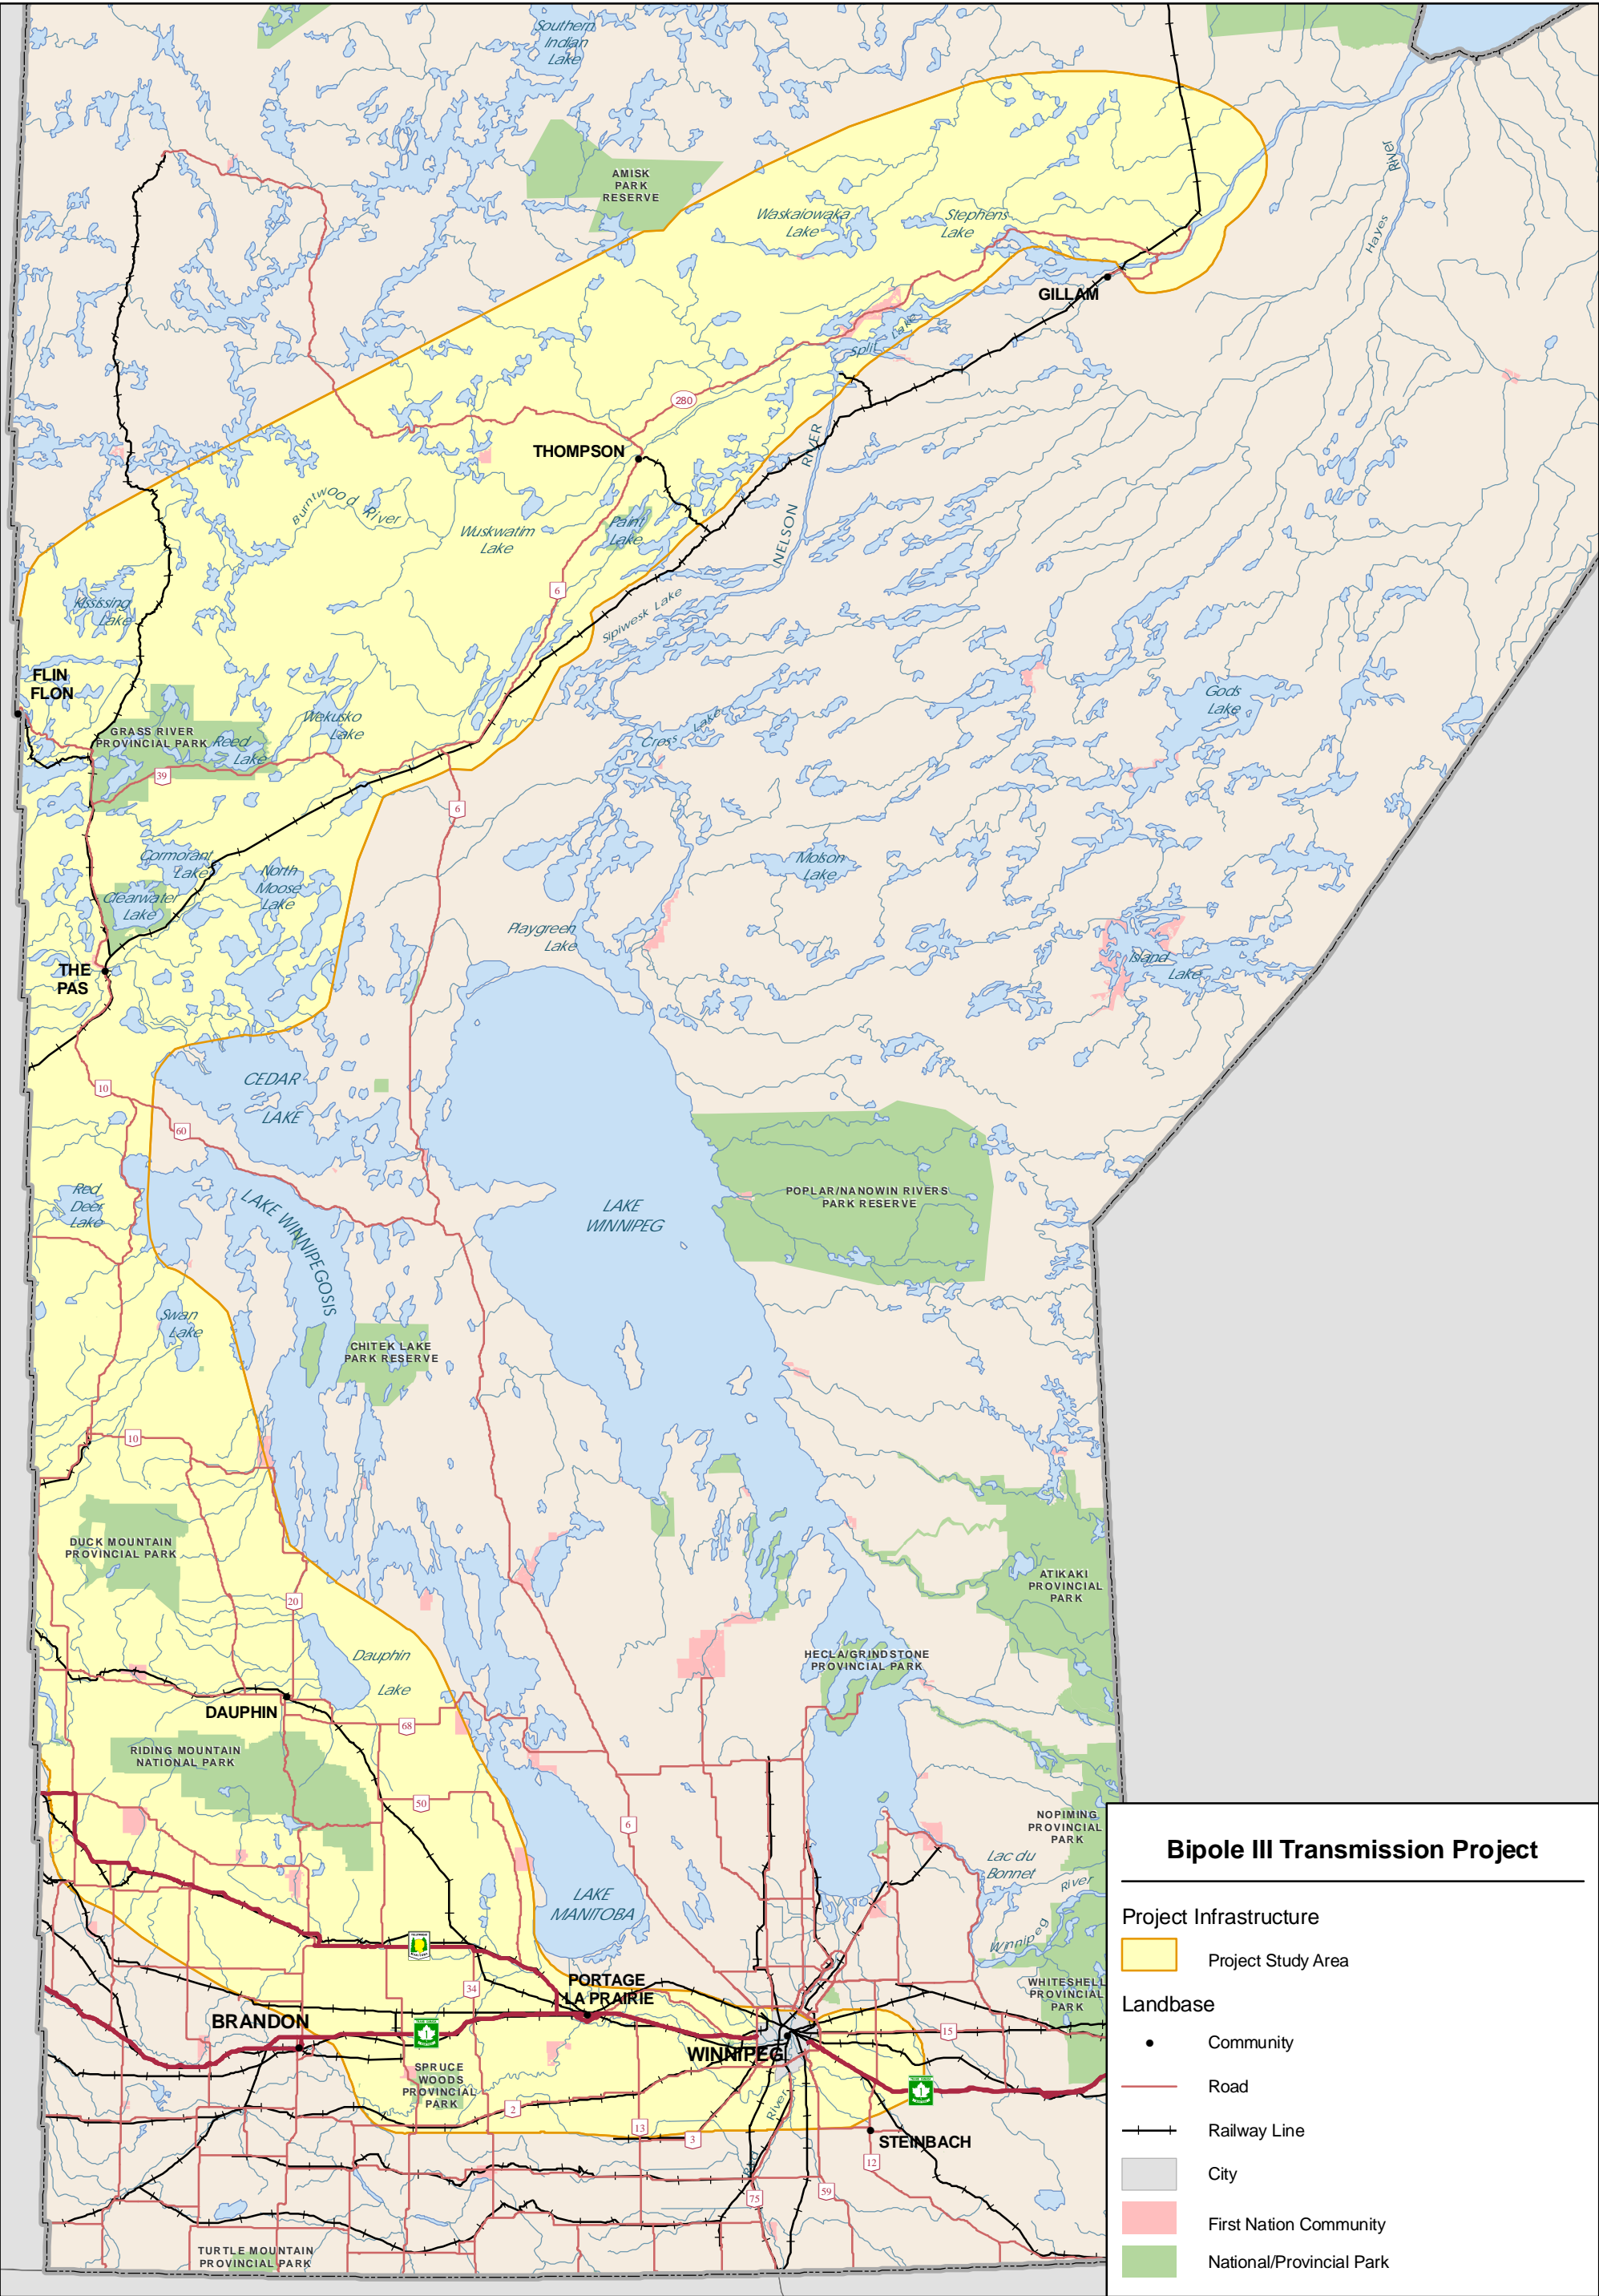 Southern
Indian
Lake
AMISK
PARK
RESERVE
Waskaiowaka
Lake
Stephens
Lake
Hayes
River
GILLAM
Split Lake
280
THOMPSON
NELSON RIVER
Burntwood River
Wuskwatim
Lake
Paint
Lake
6
Sipiwesk Lake
Kississing
Lake
FLIN
FLON
GRASS RIVER
PROVINCIAL PARK
Reed
Lake
Wekusko
Lake
39
Cross Lake
Gods
Lake
6
Cormorant
Lake
North
Moose
Lake
Clearwater
Lake
Molson
Lake
Playgreen
Lake
Island
Lake
THE
PAS
CEDAR
LAKE
10
60
Red
Deer
Lake
LAKE WINNIPEGOSIS
LAKE
WINNIPEG
POPLAR/NANOWIN RIVERS
PARK RESERVE
Swan
Lake
CHITEK LAKE
PARK RESERVE
10
DUCK MOUNTAIN
PROVINCIAL PARK
ATIKAKI
PROVINCIAL
PARK
20
Dauphin
Lake
HECLA/GRINDSTONE
PROVINCIAL PARK
DAUPHIN
68
RIDING MOUNTAIN
NATIONAL PARK
50
6
NOPIMING
PROVINCIAL
PARK
Lac du
Bonnet
Winnipeg River
LAKE
MANITOBA
WHITESHELL
PROVINCIAL
PARK
34
PORTAGE
LA PRAIRIE
BRANDON
1
15
WINNIPEG
SPRUCE
WOODS
PROVINCIAL
PARK
1
2
13
3
Red River
STEINBACH
12
75
59
TURTLE MOUNTAIN
PROVINCIAL PARK
Bipole III Transmission Project
Project Infrastructure
Project Study Area
Landbase
Community
Road
Railway Line
City
First Nation Community
National/Provincial Park